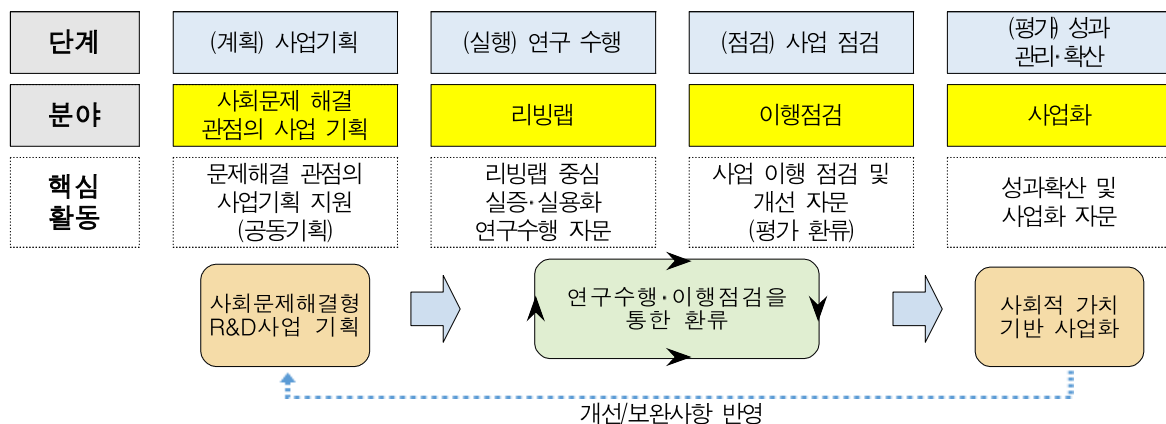 단계
(계획) 사업기획
(실행) 연구 수행
(점검) 사업 점검
(평가) 성과
관리·확산
분야
사회문제 해결
관점의 사업 기획
리빙랩
이행점검
사업화
핵심
활동
문제해결 관점의
사업기획 지원
(공동기획)
리빙랩 중심
실증·실용화
연구수행 자문
사업 이행 점검 및
개선 자문
(평가 환류)
성과확산 및
사업화 자문
사회문제해결형
R&D사업 기획
연구수행·이행점검을
통한 환류
사회적 가치
기반 사업화
개선/보완사항 반영